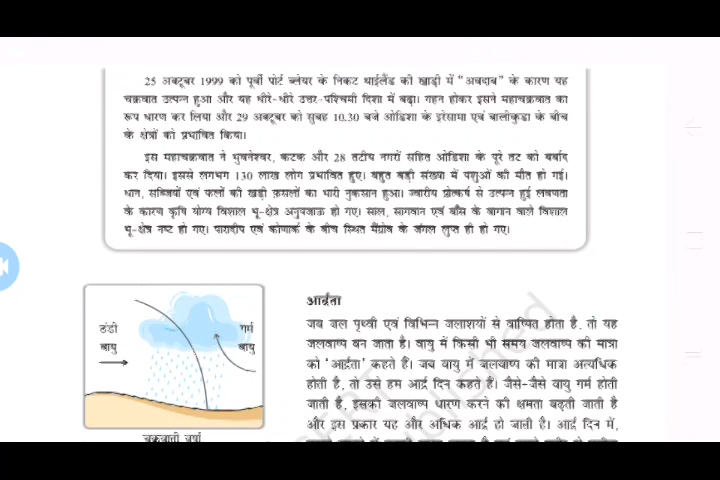 25 अक्टूबर 1999 को पूर्वी पोर्ट ब्लेयर के निकट थाईलैंड की खाड़ी में "अवदाब" के कारण यह
चक्रवात उत्पन्न हुआ और यह धीरे-धीरे उत्तर-पश्चिमी दिशा में बढ़ा। गहन होकर इसने महाचक्रवात का
रूप धारण कर लिया और 29 अक्टूबर को सुबह 10.30 बजे ओडिशा के इरेसामा एवं बालीकुडा के बीच
के क्षेत्रों को प्रभावित किया।
इस महाचक्रवात ने भुवनेश्वर, कटक और 28 तटीय नगरों सहित ओडिशा के पूरे तट को बर्बाद
कर दिया। इससे लगभग 130 लाख लोग प्रभावित हुए। बहुत बड़ी संख्या में पशुओं की मौत हो गई।
धान, सब्जियों एवं फलों की खड़ी फ़सलों का भारी नुकसान हुआ। ज्वारीय प्रोत्कर्ष से उत्पन्न हुई लवणता
के कारण कृषि योग्य विशाल भू-क्षेत्र अनुपजाऊ हो गए। साल, सागवान एवं बाँस के बागान वाले विशाल
भू-क्षेत्र नष्ट हो गए। पारादीप एवं कोणार्क के बीच स्थित मैंग्रोव के जंगल लुप्त ही हो गए।
ठंडी
वायु
गर्म
वायु
चक्रवाती वर्षा
आर्द्रता
जब जल पृथ्वी एवं विभिन्न जलाशयों से वाष्पित होता है, तो यह
जलवाष्प बन जाता है। वायु में किसी भी समय जलवाष्प की मात्रा
को 'आर्द्रता' कहते हैं। जब वायु में जलवाष्प की मात्रा अत्यधिक
होती है, तो उसे हम आर्द्र दिन कहते हैं। जैसे-जैसे वायु गर्म होती
जाती है, इसकी जलवाष्प धारण करने की क्षमता बढ़ती जाती है
और इस प्रकार यह और अधिक आर्द्र हो जाती है। आर्द्र दिन में,